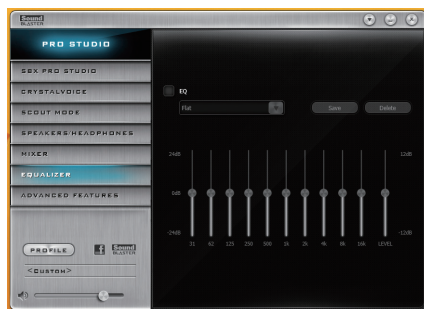 Sound
BLASTER
PRO STUDIO
SBX PRO STUDIO
CRYSTALVOICE
SCOUT MODE
SPEAKERS/HEADPHONES
MIXER
EQUALIZER
ADVANCED FEATURES
PROFILE
f
Sound
BLASTER
<CUSTOM>
EQ
Flat
Save
Delete
24dB
12dB
0dB
-24dB
-12dB
31 62 125 250 500 1k 2k 4k 8k 16k LEVEL